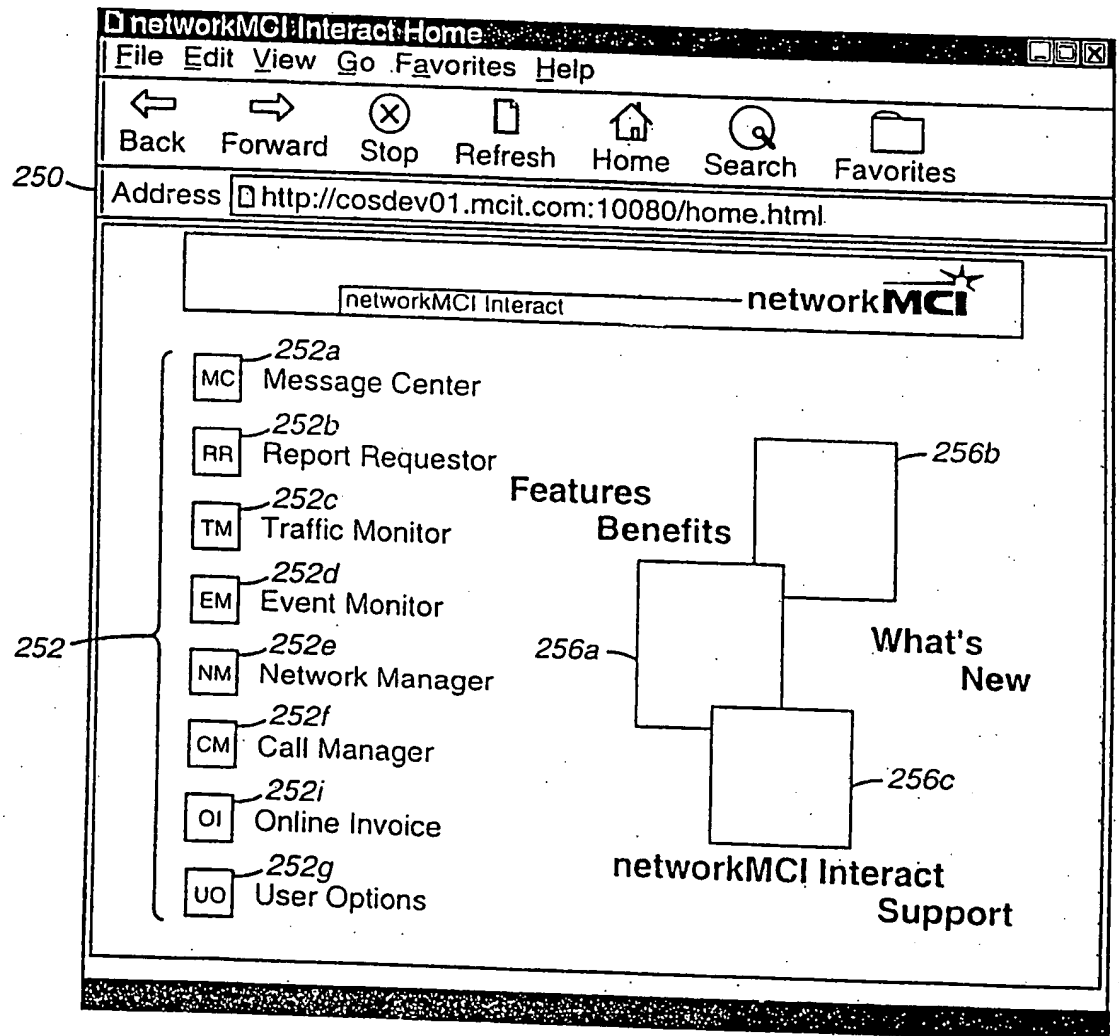 networkMCI Interact Home
File Edit View Go Favorites Help
Back Forward Stop Refresh Home Search Favorites
250
Address http://cosdev01.mcit.com:10080/home.html
networkMCI Interact
networkMCI
252
252a
MC Message Center
252b
RR Report Requestor
252c
TM Traffic Monitor
252d
EM Event Monitor
252e
NM Network Manager
252f
CM Call Manager
252i
OI Online Invoice
252g
UO User Options
Features
Benefits
256b
256a
What's
New
256c
networkMCI Interact
Support